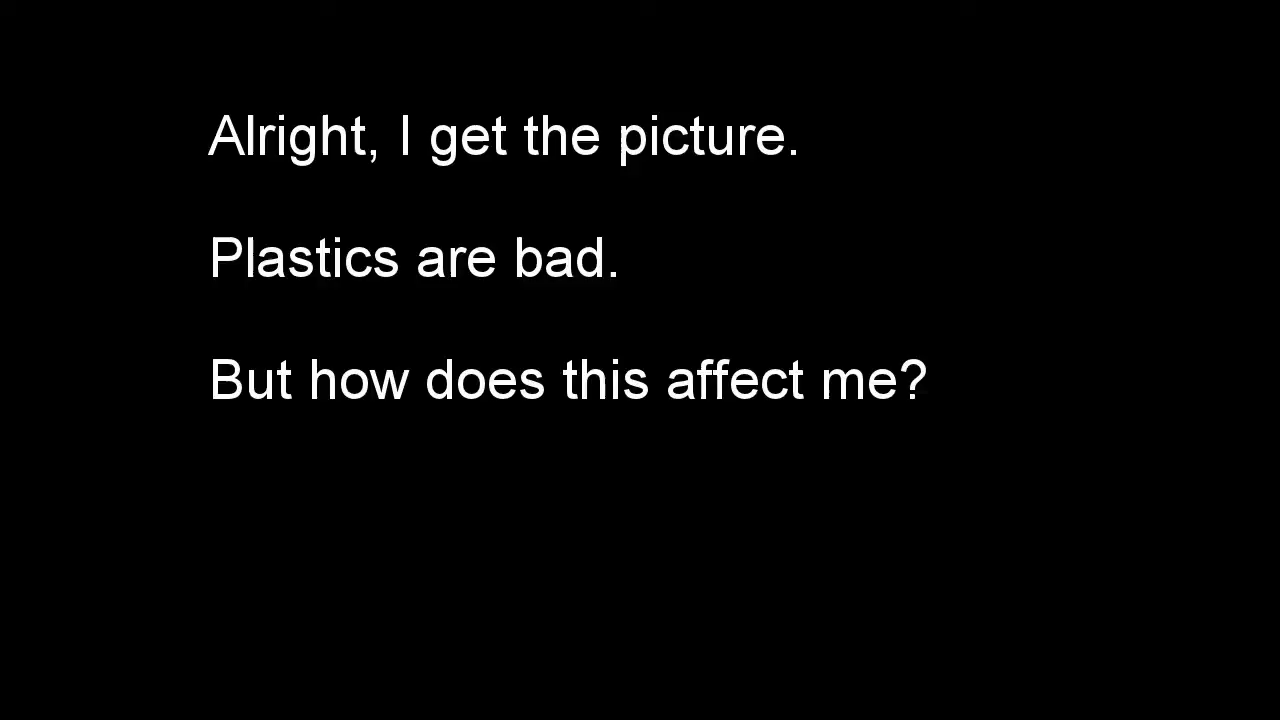 Alright, I get the picture.
Plastics are bad.
But how does this affect me?